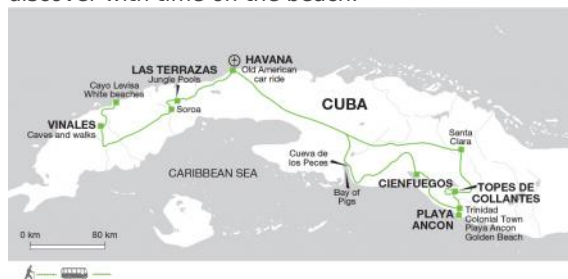 discover with time on the beach.
HAVANA
Old American
car ride
LAS TERRAZAS
Jungle Pools
Cayo Levisa
White beaches
Soroa
CUBA
VINALES
Caves and walks
Santa
Clara
Cueva de
los Peces
CARIBBEAN SEA
CIENFUEGOS
TOPES DE
COLLANTES
Bay of
Pigs
PLAYA
ANCON
Trinidad
Colonial Town
Playa Ancon
Golden Beach
0 km
80 km